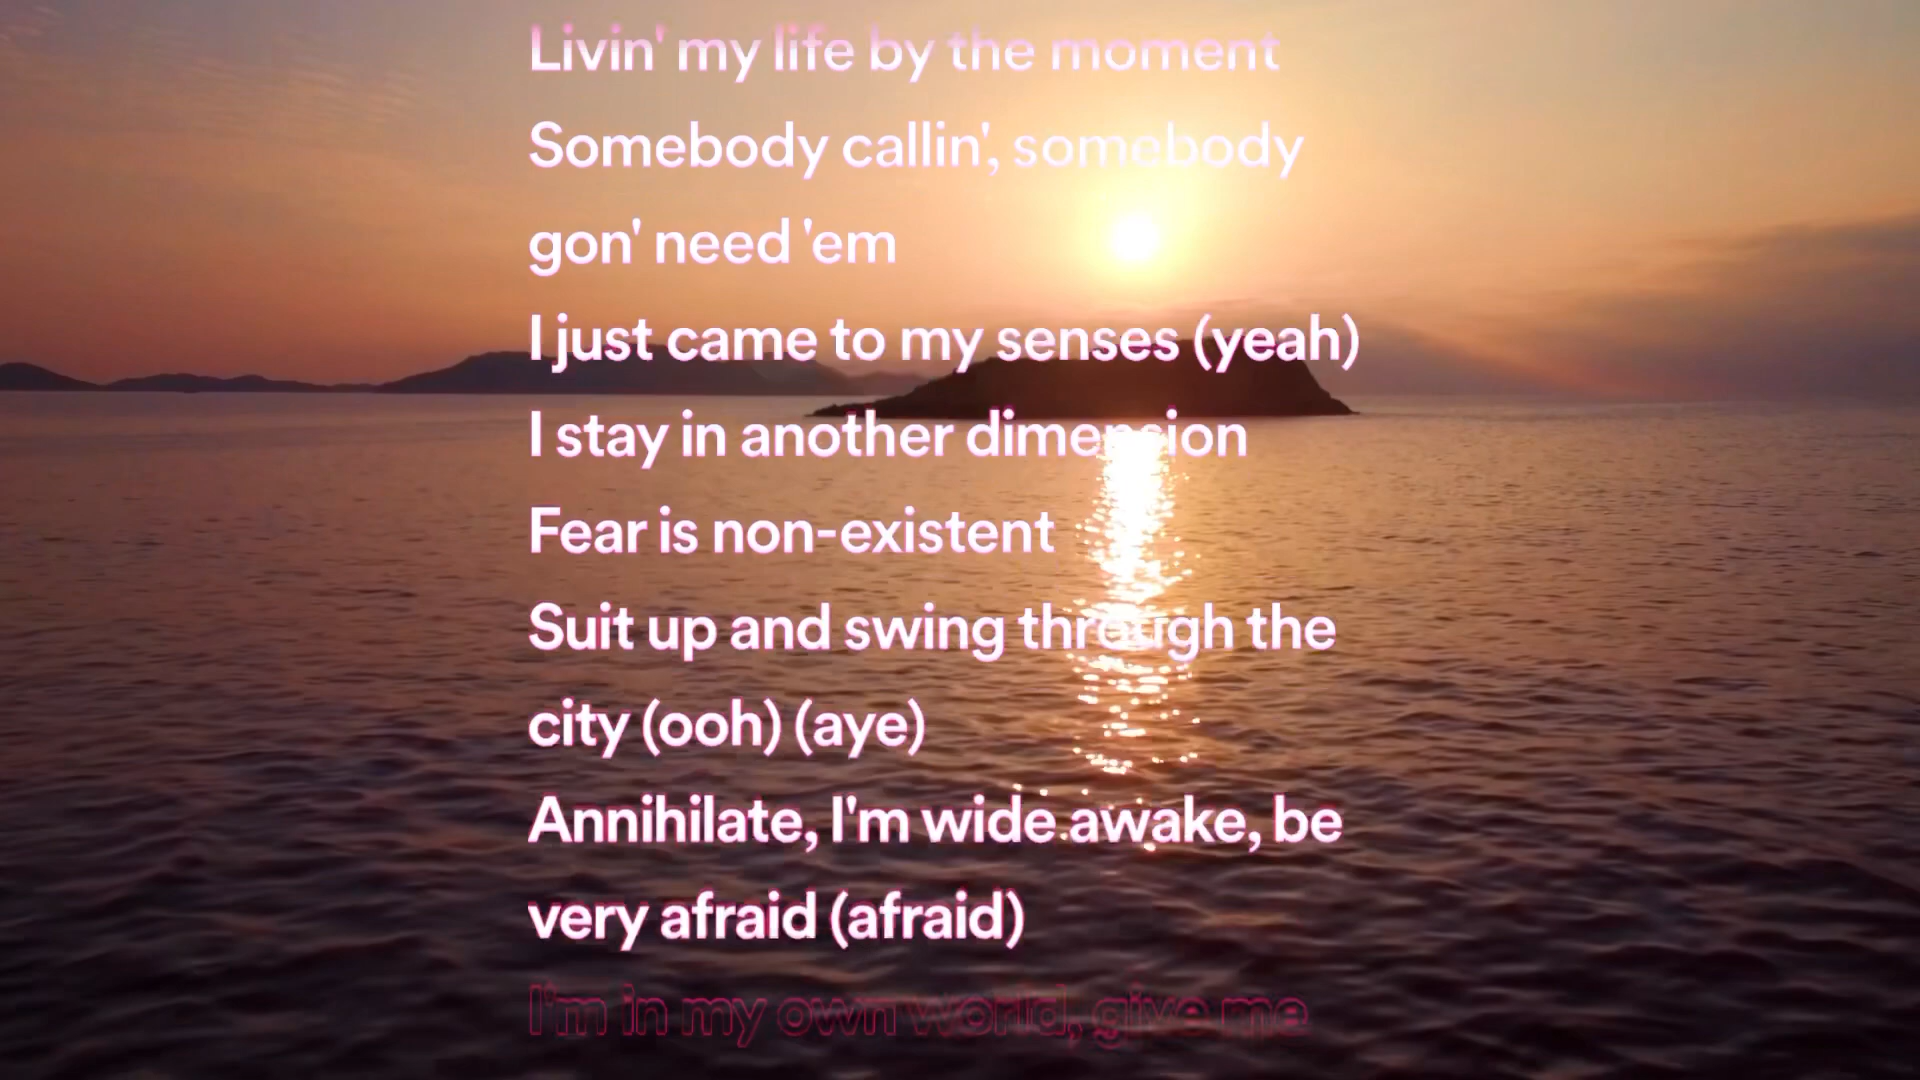 Livin' my life by the moment
Somebody callin', somebody
gon' need 'em
I just came to my senses (yeah)
I stay in another dimension
Fear is non-existent
Suit up and swing through the
city (ooh) (aye)
Annihilate, I'm wide awake, be
very afraid (afraid)
I'm in my own world, give me